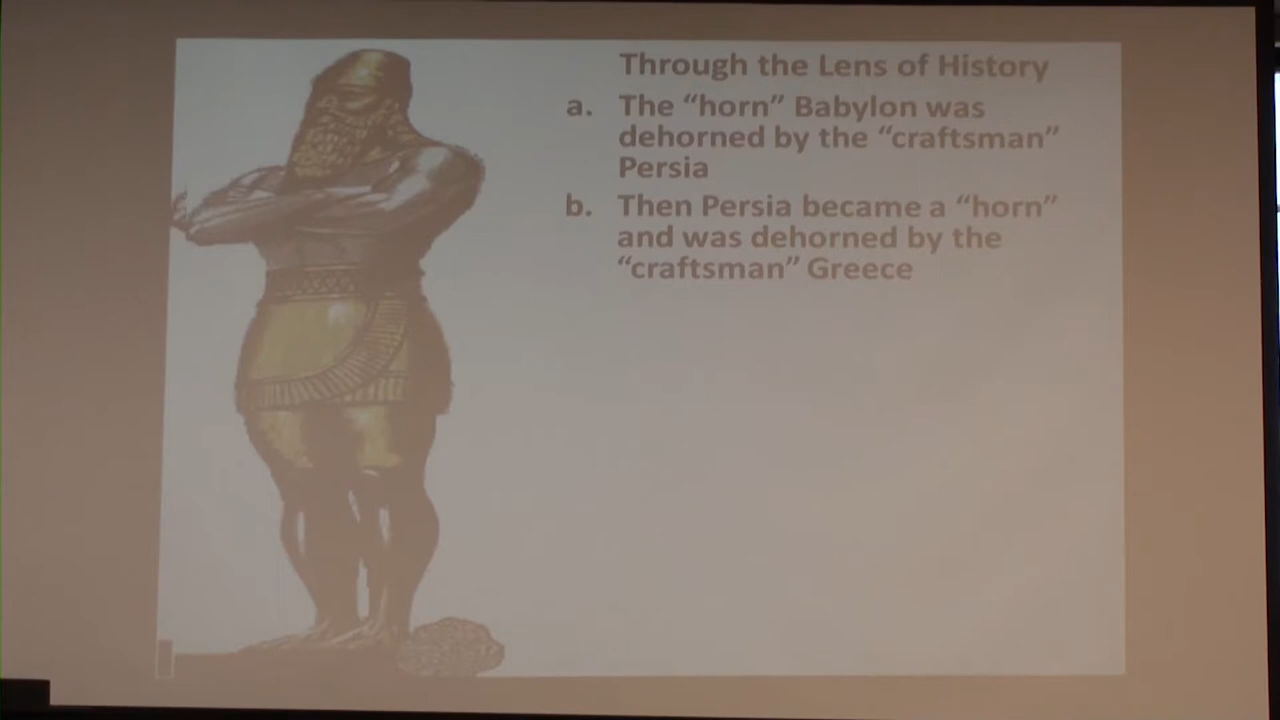 Through the Lens of History
a. The “horn” Babylon was
dehorned by the “craftsman”
Persia
b. Then Persia became a “horn”
and was dehorned by the
“craftsman” Greece